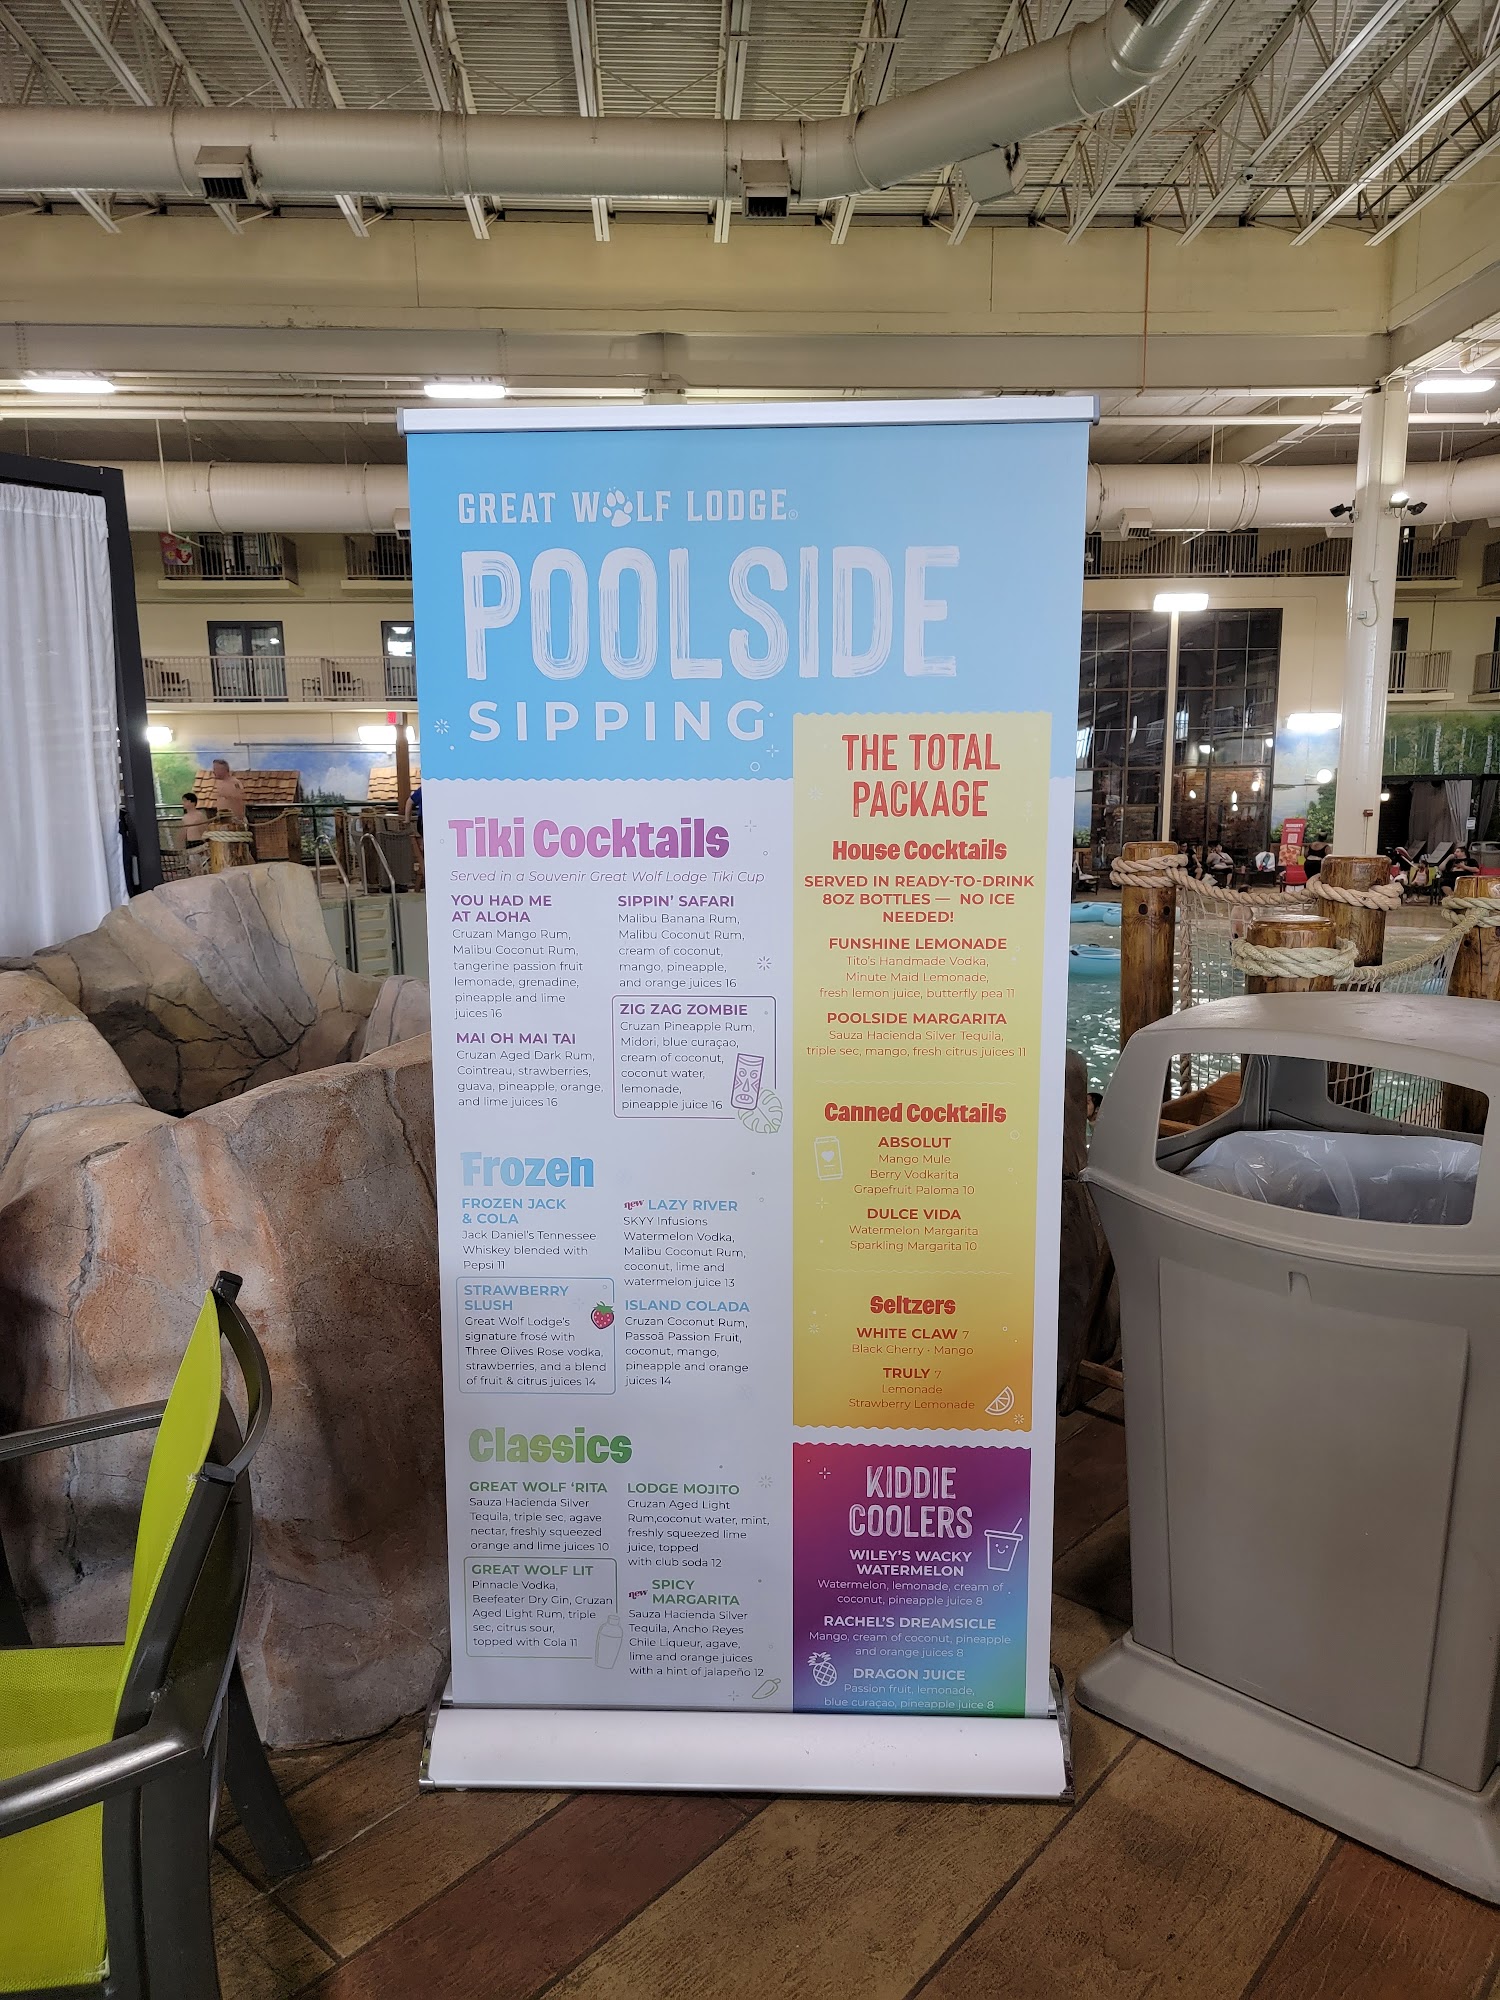 GREAT WOLF LODGE®
POOLSIDE
SIPPING
Tiki Cocktails
Served in a Souvenir Great Wolf Lodge Tiki Cup
YOU HAD ME
AT ALOHA
Cruzan Mango Rum,
Malibu Coconut Rum,
tangerine passion fruit
lemonade, grenadine,
pineapple and lime
juices 16
MAI OH MAI TAI
Cruzan Aged Dark Rum,
Cointreau, strawberries,
guava, pineapple, orange,
and lime juices 16
SIPPIN' SAFARI
Malibu Banana Rum,
Malibu Coconut Rum,
cream of coconut,
mango, pineapple,
and orange juices 16
ZIG ZAG ZOMBIE
Cruzan Pineapple Rum,
Midori, blue curaçao,
cream of coconut,
coconut water,
lemonade,
pineapple juice 16
Frozen
FROZEN JACK
& COLA
Jack Daniel's Tennessee
Whiskey blended with
Pepsi 11
STRAWBERRY
SLUSH
Great Wolf Lodge's
signature frosé with
Three Olives Rose vodka,
strawberries, and a blend
of fruit & citrus juices 14
new LAZY RIVER
SKYY Infusions
Watermelon Vodka,
Malibu Coconut Rum,
coconut, lime and
watermelon juice 13
ISLAND COLADA
Cruzan Coconut Rum,
Passoã Passion Fruit,
coconut, mango,
pineapple and orange
juices 14
Classics
GREAT WOLF 'RITA
Sauza Hacienda Silver
Tequila, triple sec, agave
nectar, freshly squeezed
orange and lime juices 10
GREAT WOLF LIT
Pinnacle Vodka,
Beefeater Dry Gin, Cruzan
Aged Light Rum, triple
sec, citrus sour,
topped with Cola 11
LODGE MOJITO
Cruzan Aged Light
Rum,coconut water, mint,
freshly squeezed lime
juice, topped
with club soda 12
new SPICY
MARGARITA
Sauza Hacienda Silver
Tequila, Ancho Reyes
Chile Liqueur, agave,
lime and orange juices
with a hint of jalapeño 12
THE TOTAL
PACKAGE
House Cocktails
SERVED IN READY-TO-DRINK
8OZ BOTTLES — NO ICE
NEEDED!
FUNSHINE LEMONADE
Tito's Handmade Vodka,
Minute Maid Lemonade,
fresh lemon juice, butterfly pea 11
POOLSIDE MARGARITA
Sauza Hacienda Silver Tequila,
triple sec, mango, fresh citrus juices 11
Canned Cocktails
ABSOLUT
Mango Mule
Berry Vodkarita
Grapefruit Paloma 10
DULCE VIDA
Watermelon Margarita
Sparkling Margarita 10
Seltzers
WHITE CLAW 7
Black Cherry • Mango
TRULY 7
Lemonade
Strawberry Lemonade
KIDDIE
COOLERS
WILEY'S WACKY
WATERMELON
Watermelon, lemonade, cream of
coconut, pineapple juice 8
RACHEL'S DREAMSICLE
Mango, cream of coconut, pineapple
and orange juices 8
DRAGON JUICE
Passion fruit, lemonade,
blue curaçao, pineapple juice 8